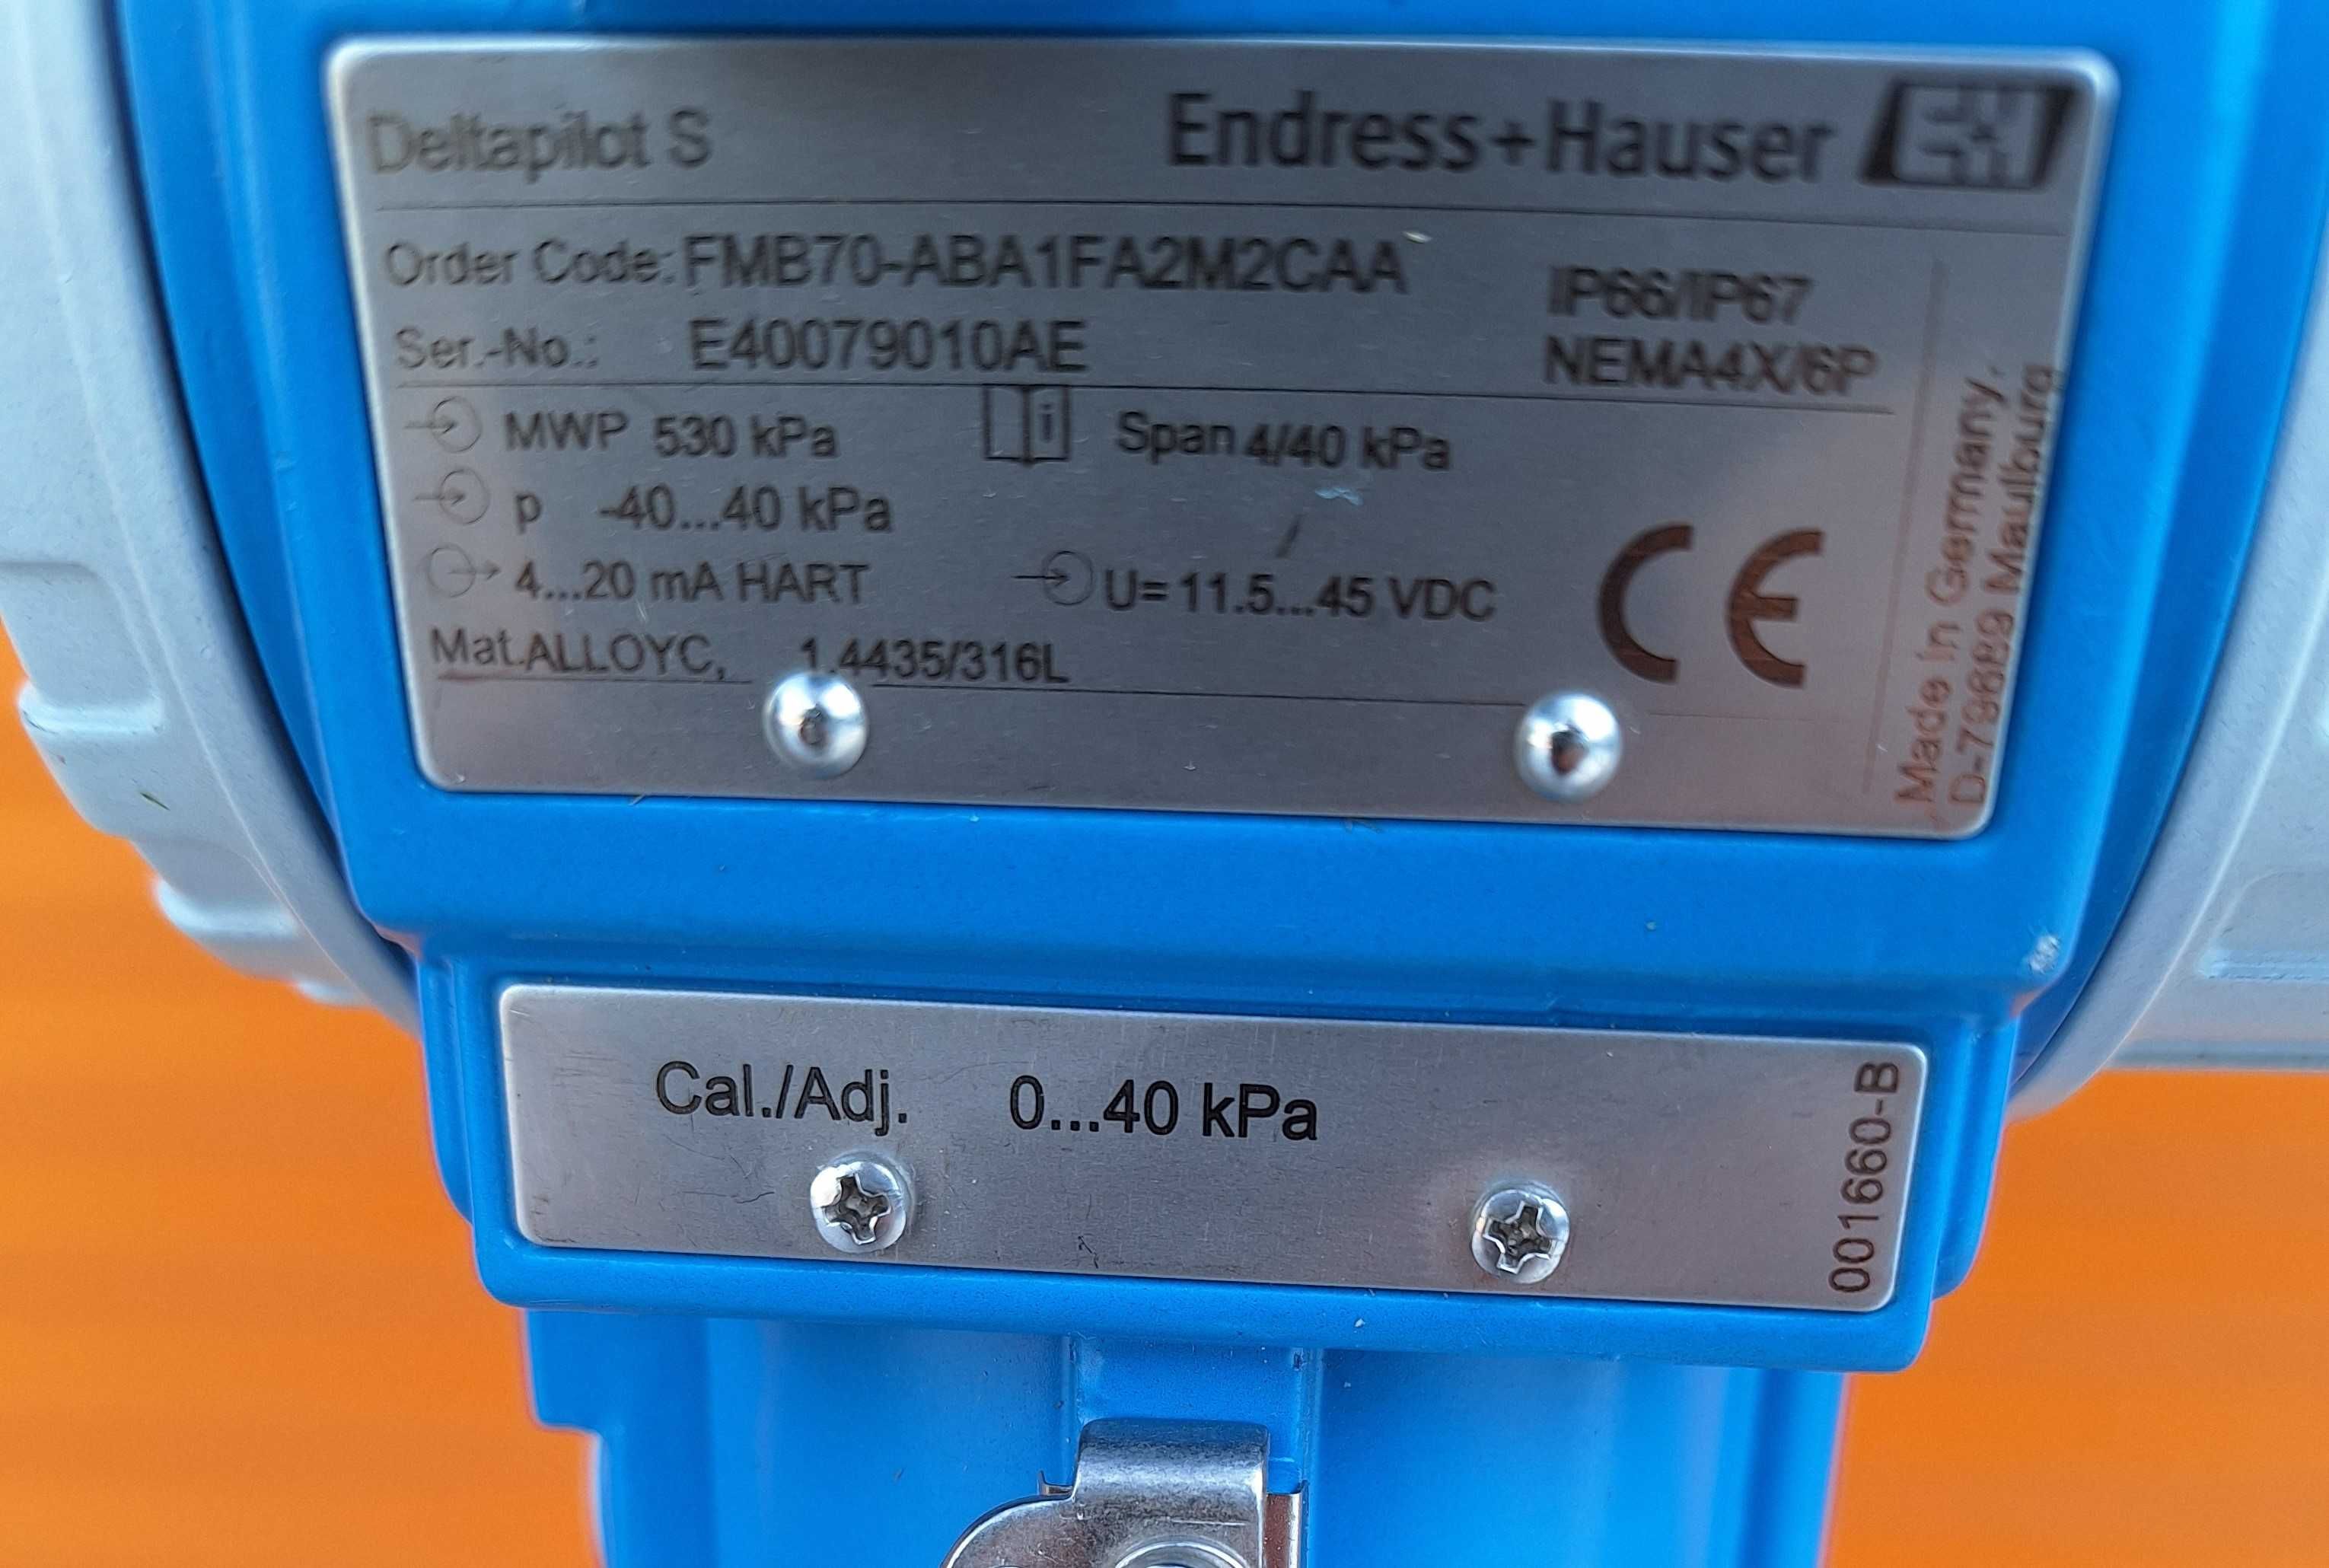 Deltapilot S
Endress+Hauser
Order Code: FMB70-ABA1FA2M2CAA
Ser.-No.: E40079010AE
IP66/IP67
NEMA4X/6P
MWP 530 kPa
Span 4/40 kPa
p -40...40 kPa
4...20 mA HART
U= 11.5...45 VDC
Mat.ALLOYC, 1.4435/316L
CE
Made in Germany,
D-79689 Maulburg
Cal./Adj. 0...40 kPa
001660-B